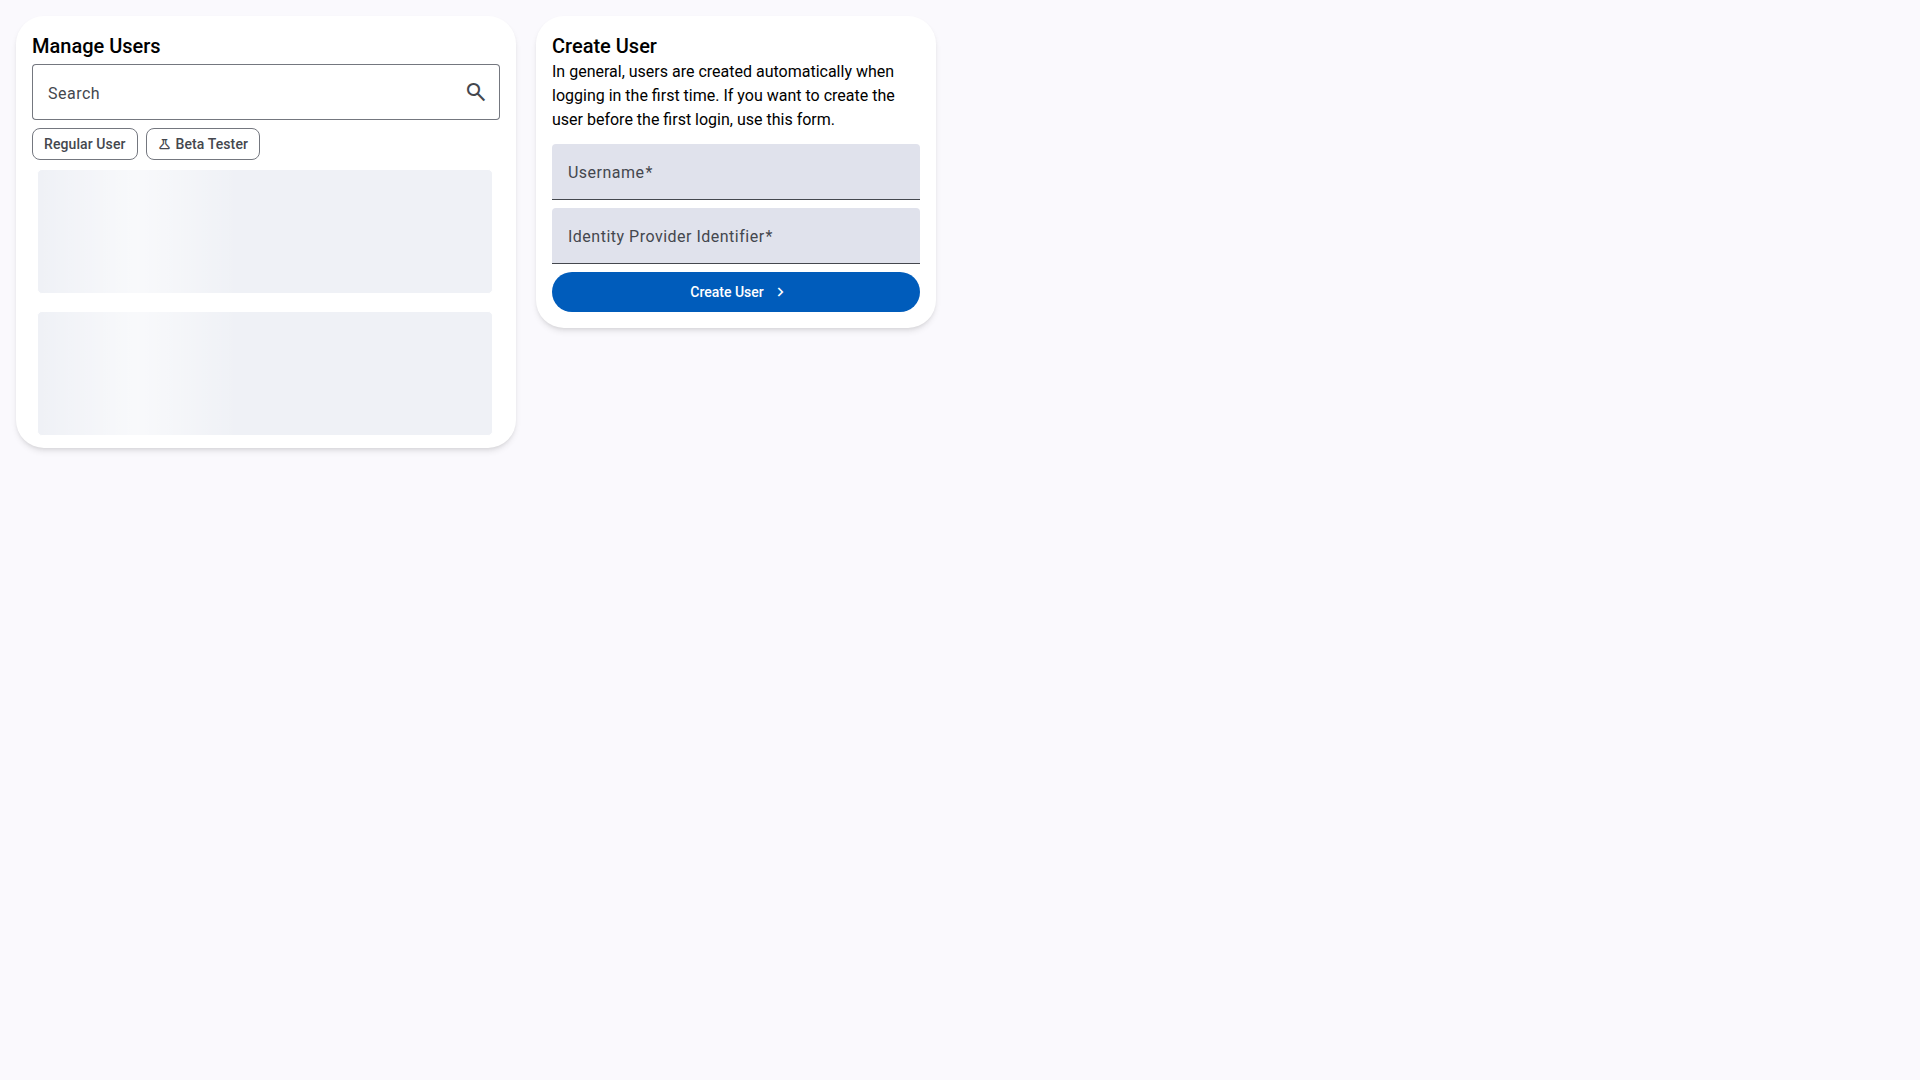 Manage Users
Search
Regular User
Beta Tester
Create User
In general, users are created automatically when
logging in the first time. If you want to create the
user before the first login, use this form.
Username*
Identity Provider Identifier*
Create User